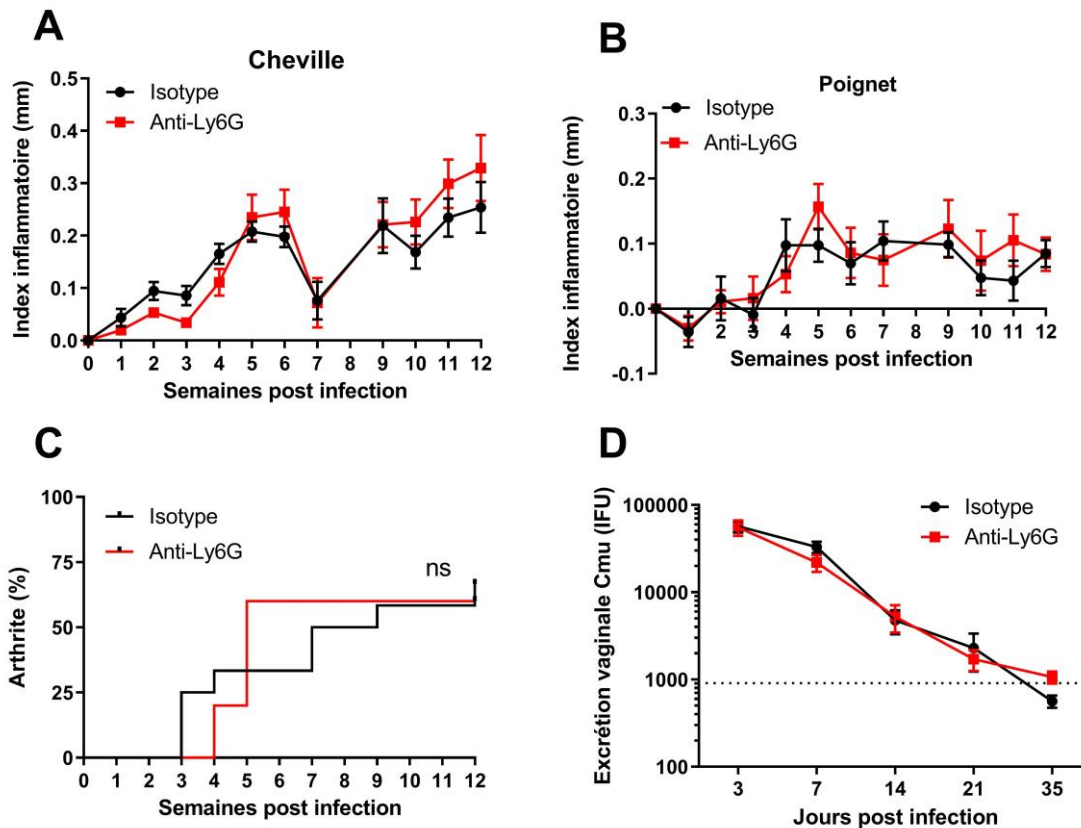 A
Cheville
Isotype
Anti-Ly6G
Index inflammatoire (mm)
0.5
0.4
0.3
0.2
0.1
0.0
0 1 2 3 4 5 6 7 9 10 11 12
Semaines post infection
B
Poignet
Isotype
Anti-Ly6G
Index inflammatoire (mm)
0.3
0.2
0.1
0.0
-0.1
2 3 4 5 6 7 9 10 11 12
Semaines post infection
C
Isotype
Anti-Ly6G
ns
Arthrite (%)
100
75
50
25
0
0 1 2 3 4 5 6 7 8 9 10 11 12
Semaines post infection
D
Isotype
Anti-Ly6G
Excrétion vaginale Cmu (IFU)
100000
10000
1000
100
3 7 14 21 35
Jours post infection